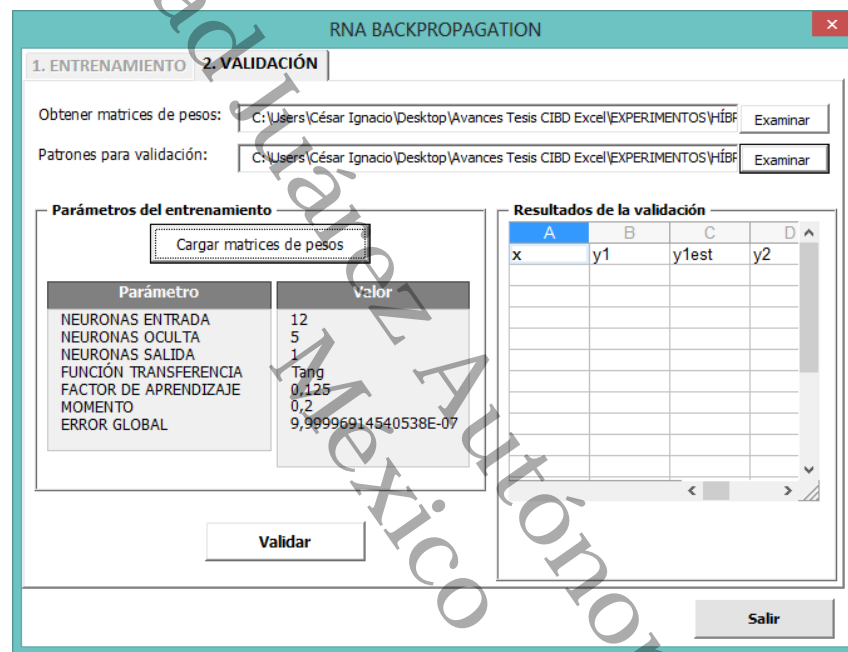 RNA BACKPROPAGATION
×
1. ENTRENAMIENTO 2. VALIDACIÓN
Obtener matrices de pesos: C:\Users\César Ignacio\Desktop\Avances Tesis CIBD Excel\EXPERIMENTOS\HÍBR Examinar
Patrones para validación: C:\Users\César Ignacio\Desktop\Avances Tesis CIBD Excel\EXPERIMENTOS\HÍBR Examinar
Parámetros del entrenamiento
Cargar matrices de pesos
Parámetro Valor
NEURONAS ENTRADA 12
NEURONAS OCULTA 5
NEURONAS SALIDA 1
FUNCIÓN TRANSFERENCIA Tang
FACTOR DE APRENDIZAJE 0,125
MOMENTO 0,2
ERROR GLOBAL 9,99996914540538E-07
Resultados de la validación
A B C D
x y1 y1est y2
Validar
Salir
Juárez Autónom
México